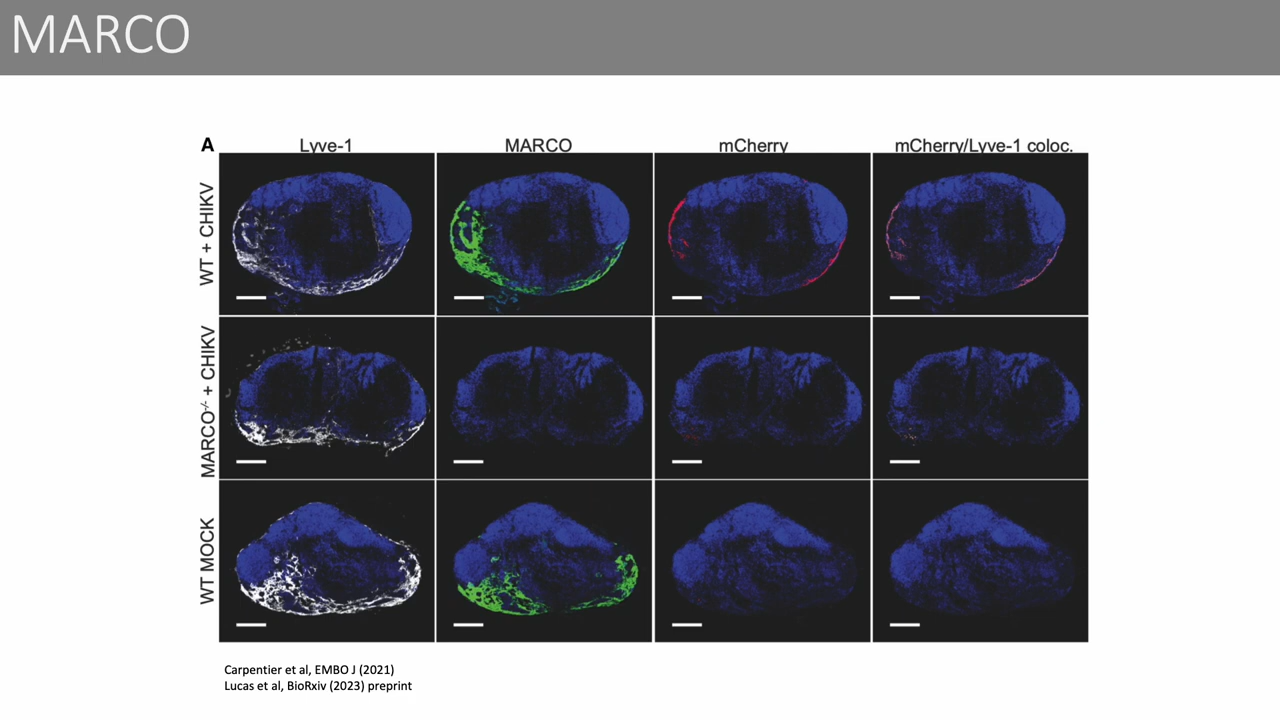 MARCO
A
Lyve-1
MARCO
mCherry
mCherry/Lyve-1 coloc.
WT + CHIKV
MARCO-/- + CHIKV
WT MOCK
Carpentier et al, EMBO J (2021)
Lucas et al, BioRxiv (2023) preprint